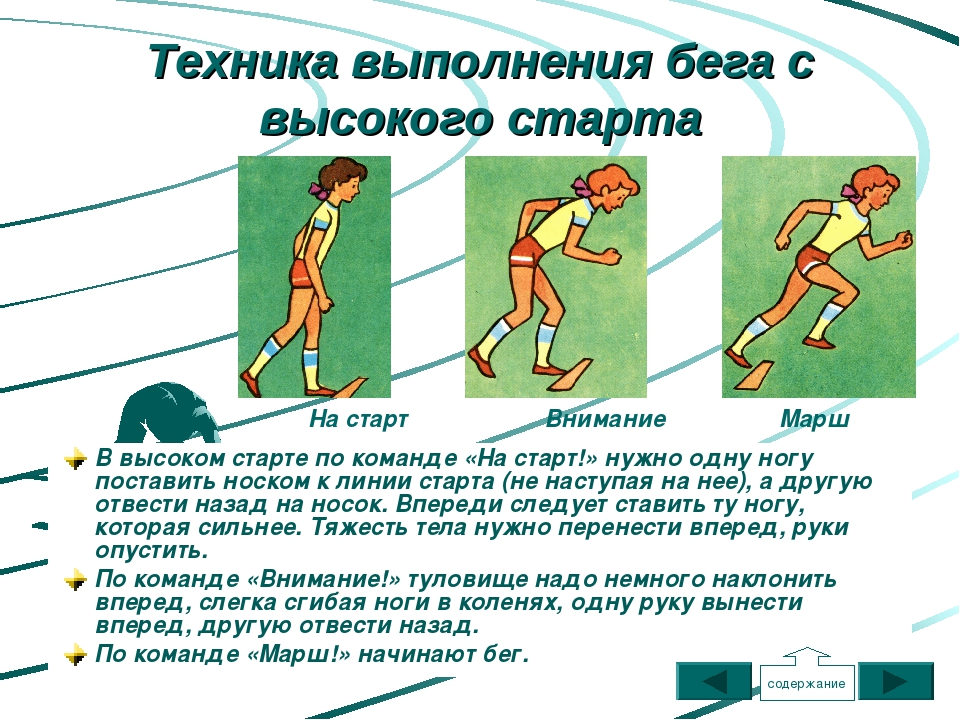 Техника выполнения бега с
высокого старта
На старт Внимание Марш
В высоком старте по команде «На старт!» нужно одну ногу
поставить носком к линии старта (не наступая на нее), а другую
отвести назад на носок. Впереди следует ставить ту ногу,
которая сильнее. Тяжесть тела нужно перенести вперед, руки
опустить.
По команде «Внимание!» туловище надо немного наклонить
вперед, слегка сгибая ноги в коленях, одну руку вынести
вперед, другую отвести назад.
По команде «Марш!» начинают бег.
содержание